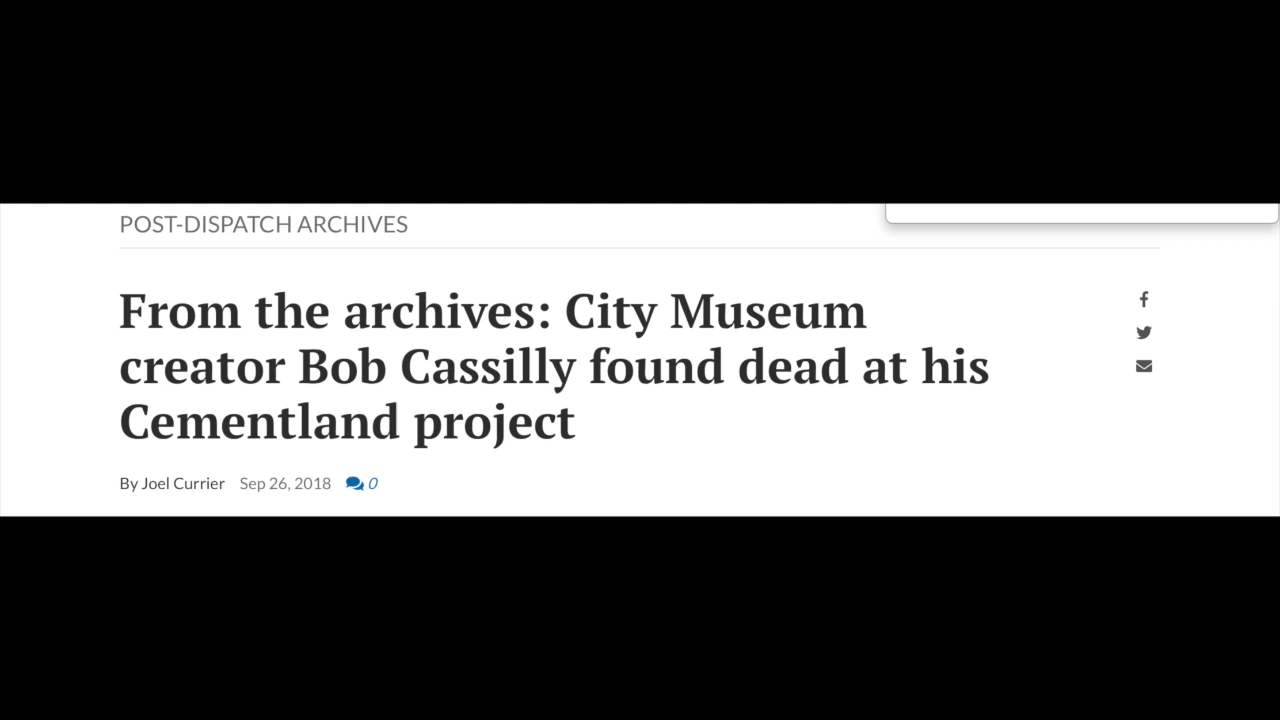 POST-DISPATCH ARCHIVES
From the archives: City Museum
creator Bob Cassilly found dead at his
Cementland project
By Joel Currier Sep 26, 2018 0